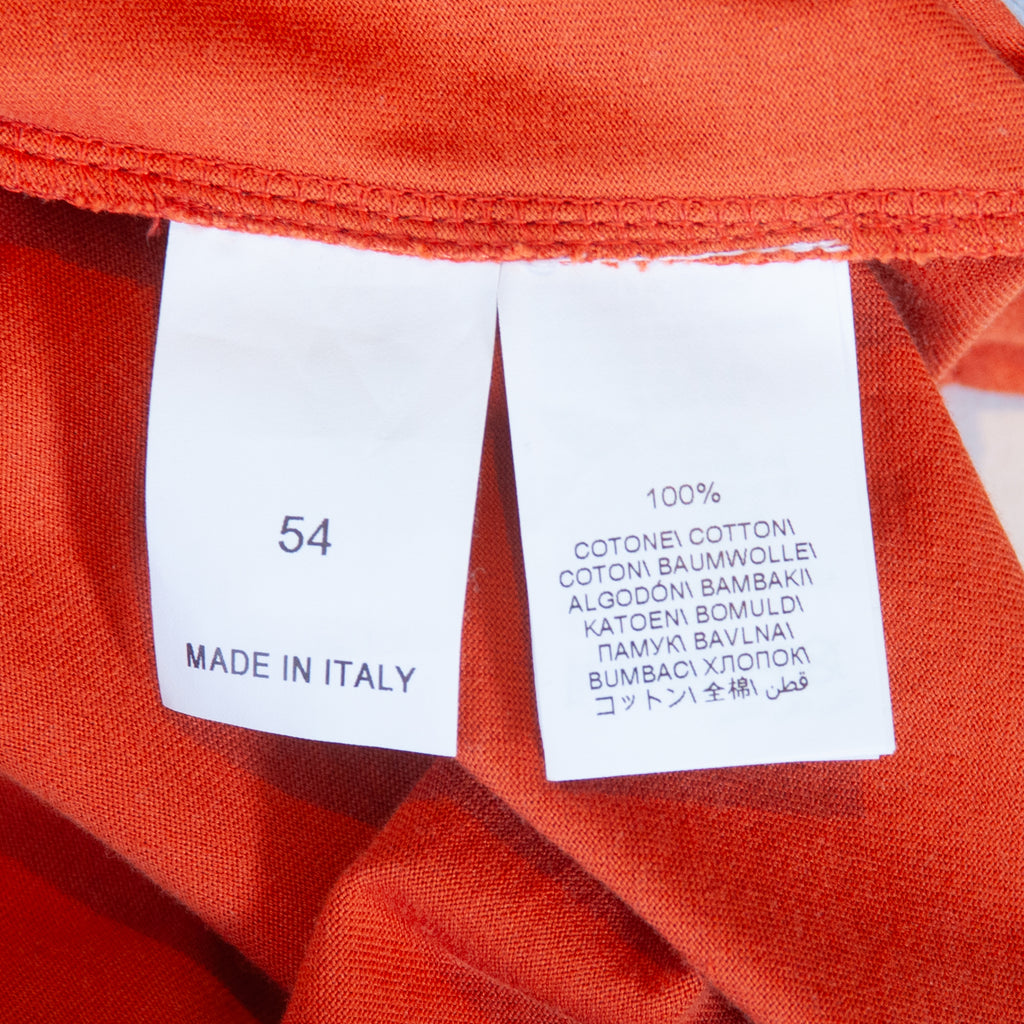 54
MADE IN ITALY
100%
COTONE\ COTTON\
COTON\ BAUMWOLLE\
ALGODÓN\ BAMBAKI\
KATOEN\ BOMULD\
ПАМУК\ BAVLNA\
BUMBAC\ ХЛОПОК\
コットン\ 全棉\ قطن